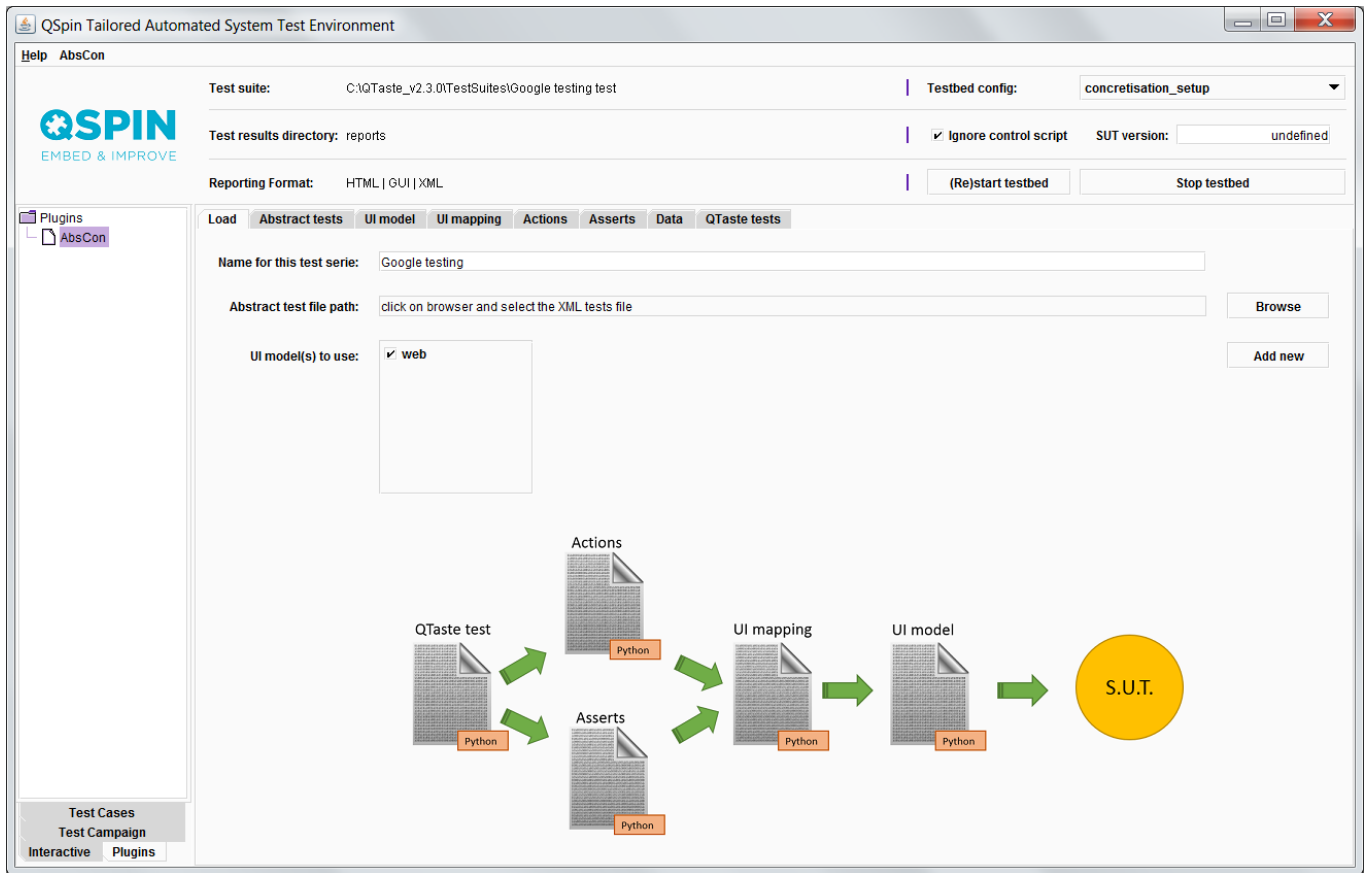 QSpin Tailored Automated System Test Environment
Help AbsCon
QSPIN
EMBED & IMPROVE
Test suite: C:\QTaste_v2.3.0\TestSuites\Google testing test
Testbed config: concretisation_setup
Test results directory: reports
Ignore control script SUT version: undefined
Reporting Format: HTML | GUI | XML
(Re)start testbed Stop testbed
Plugins
AbsCon
Load Abstract tests UI model UI mapping Actions Asserts Data QTaste tests
Name for this test serie: Google testing
Abstract test file path: click on browser and select the XML tests file Browse
UI model(s) to use: web Add new
Actions
Python
QTaste test
Python
Asserts
Python
UI mapping
Python
UI model
Python
S.U.T.
Test Cases
Test Campaign
Interactive Plugins